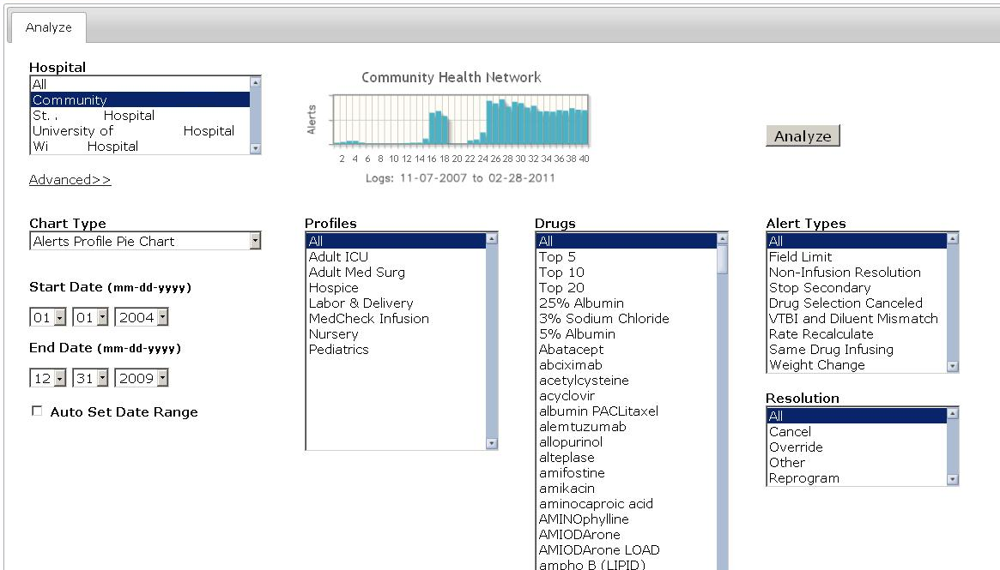 Analyze
Hospital
All
Community
St. . Hospital
University of Hospital
Wi Hospital
Advanced>>
Community Health Network
Alerts
2 4 6 8 10 12 14 16 18 20 22 24 26 28 30 32 34 36 38 40
Logs: 11-07-2007 to 02-28-2011
Analyze
Chart Type
Alerts Profile Pie Chart
Start Date (mm-dd-yyyy)
01 01 2004
End Date (mm-dd-yyyy)
12 31 2009
Auto Set Date Range
Profiles
All
Adult ICU
Adult Med Surg
Hospice
Labor & Delivery
MedCheck Infusion
Nursery
Pediatrics
Drugs
All
Top 5
Top 10
Top 20
25% Albumin
3% Sodium Chloride
5% Albumin
Abatacept
abciximab
acetylcysteine
acyclovir
albumin PACLitaxel
alemtuzumab
allopurinol
alteplase
amifostine
amikacin
aminocaproic acid
AMINOphylline
AMIODArone
AMIODArone LOAD
ampho B (LIPID)
Alert Types
All
Field Limit
Non-Infusion Resolution
Stop Secondary
Drug Selection Canceled
VTBI and Diluent Mismatch
Rate Recalculate
Same Drug Infusing
Weight Change
Resolution
All
Cancel
Override
Other
Reprogram